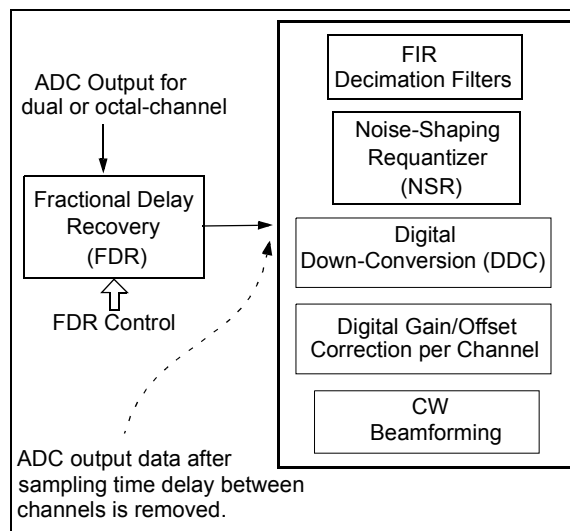 ADC Output for
dual or octal-channel
Fractional Delay
Recovery
(FDR)
FDR Control
ADC output data after
sampling time delay between
channels is removed.
FIR
Decimation Filters
Noise-Shaping
Requantizer
(NSR)
Digital
Down-Conversion (DDC)
Digital Gain/Offset
Correction per Channel
CW
Beamforming